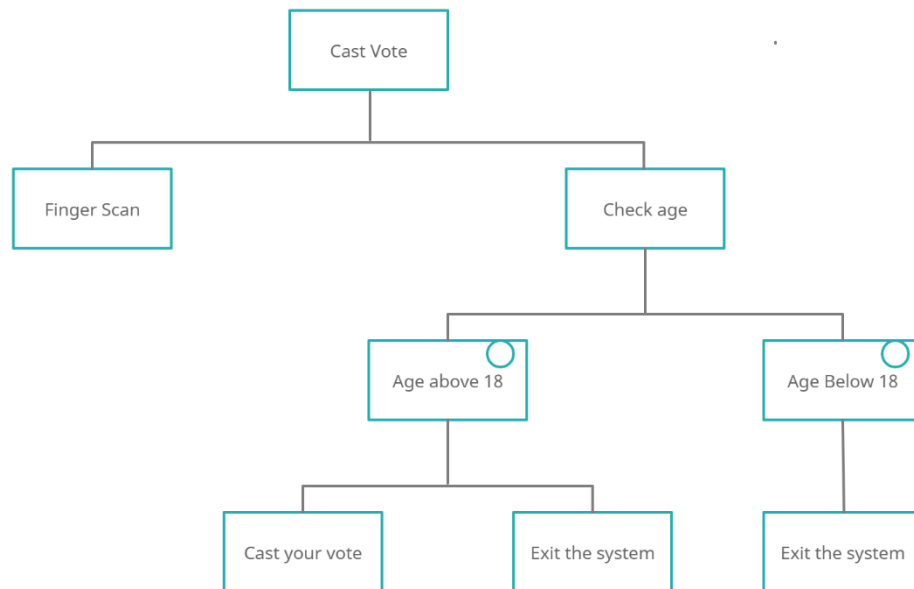 Cast Vote
Finger Scan
Check age
Age above 18
Age Below 18
Cast your vote
Exit the system
Exit the system